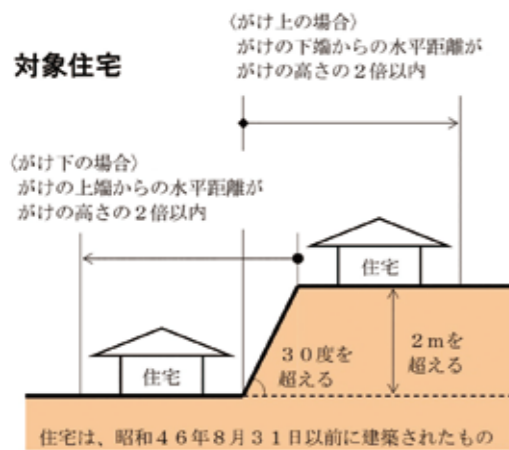 対象住宅
〈がけ上の場合〉
がけの下端からの水平距離が
がけの高さの２倍以内
〈がけ下の場合〉
がけの上端からの水平距離が
がけの高さの２倍以内
住宅
住宅
３０度を
超える
２ｍを
超える
住宅は、昭和４６年８月３１日以前に建築されたもの